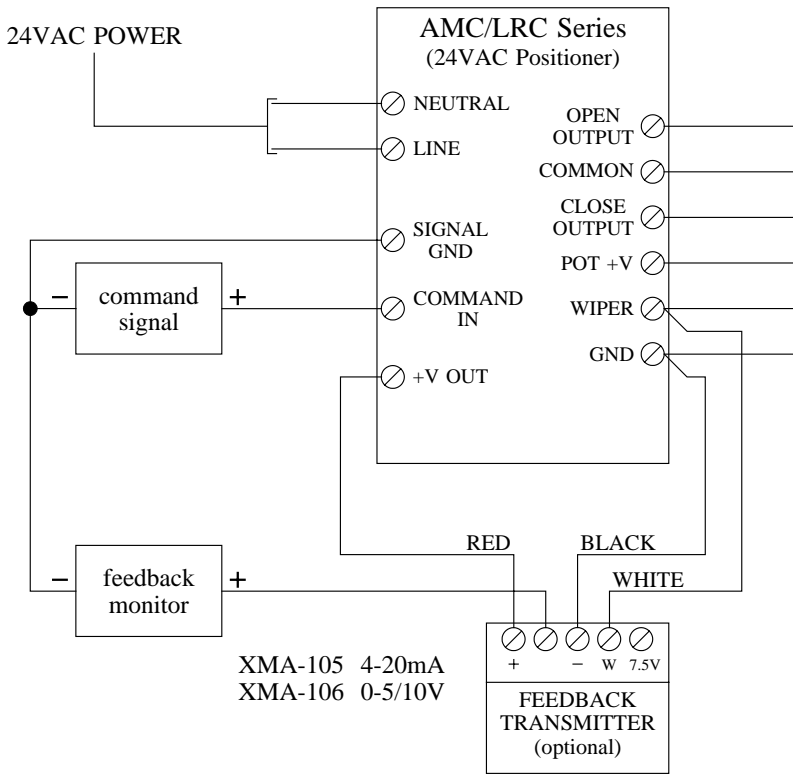 24VAC POWER
AMC/LRC Series
(24VAC Positioner)
NEUTRAL
LINE
SIGNAL
GND
COMMAND
IN
+V OUT
OPEN
OUTPUT
COMMON
CLOSE
OUTPUT
POT +V
WIPER
GND
− command +
signal
RED
BLACK
WHITE
− feedback +
monitor
XMA-105 4-20mA
XMA-106 0-5/10V
+ − W 7.5V
FEEDBACK
TRANSMITTER
(optional)